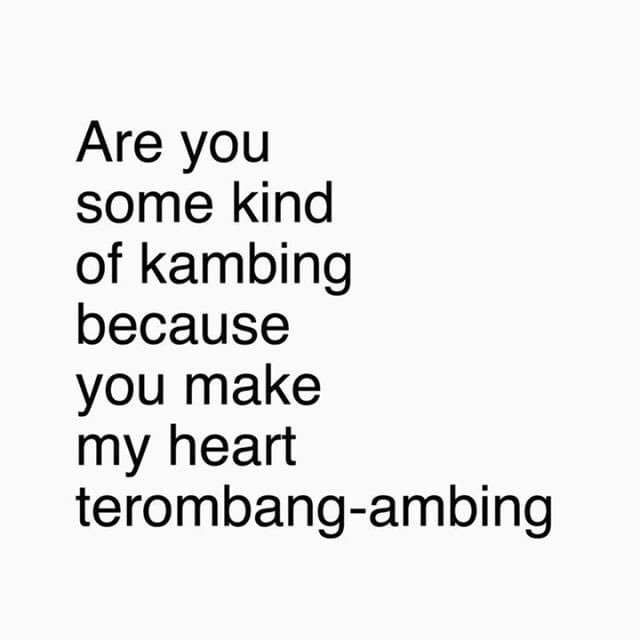 Are you
some kind
of kambing
because
you make
my heart
terombang-ambing